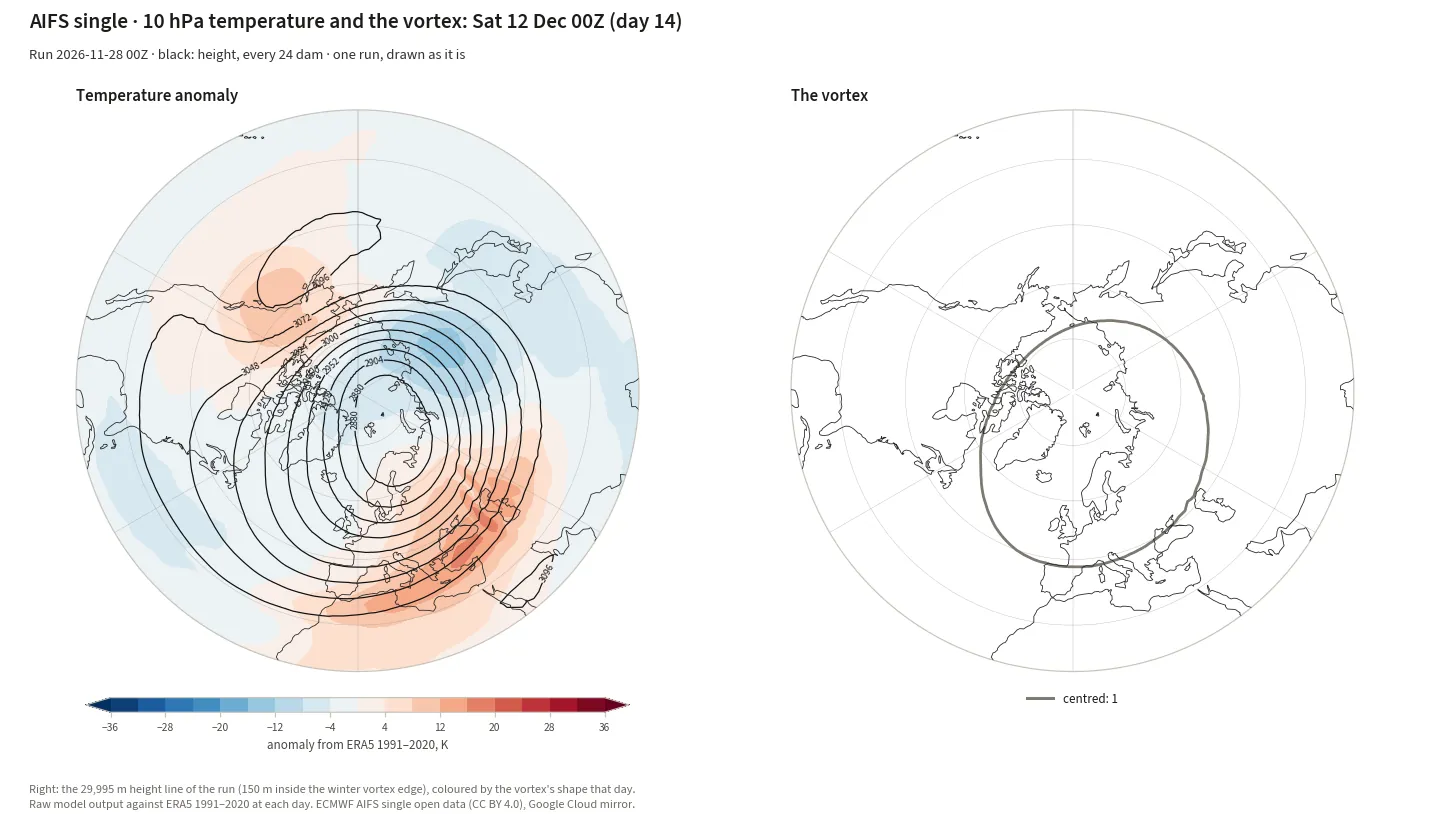 AIFS single · 10 hPa temperature and the vortex: Sat 12 Dec 00Z (day 14)
Run 2026-11-28 00Z · black: height, every 24 dam · one run, drawn as it is
Temperature anomaly
The vortex
3096
3072
3000
3048
2952
2904
2880
2880
3096
−36
−28
−20
−12
−4
4
12
20
28
36
anomaly from ERA5 1991–2020, K
centred: 1
Right: the 29,995 m height line of the run (150 m inside the winter vortex edge), coloured by the vortex's shape that day.
Raw model output against ERA5 1991–2020 at each day. ECMWF AIFS single open data (CC BY 4.0), Google Cloud mirror.